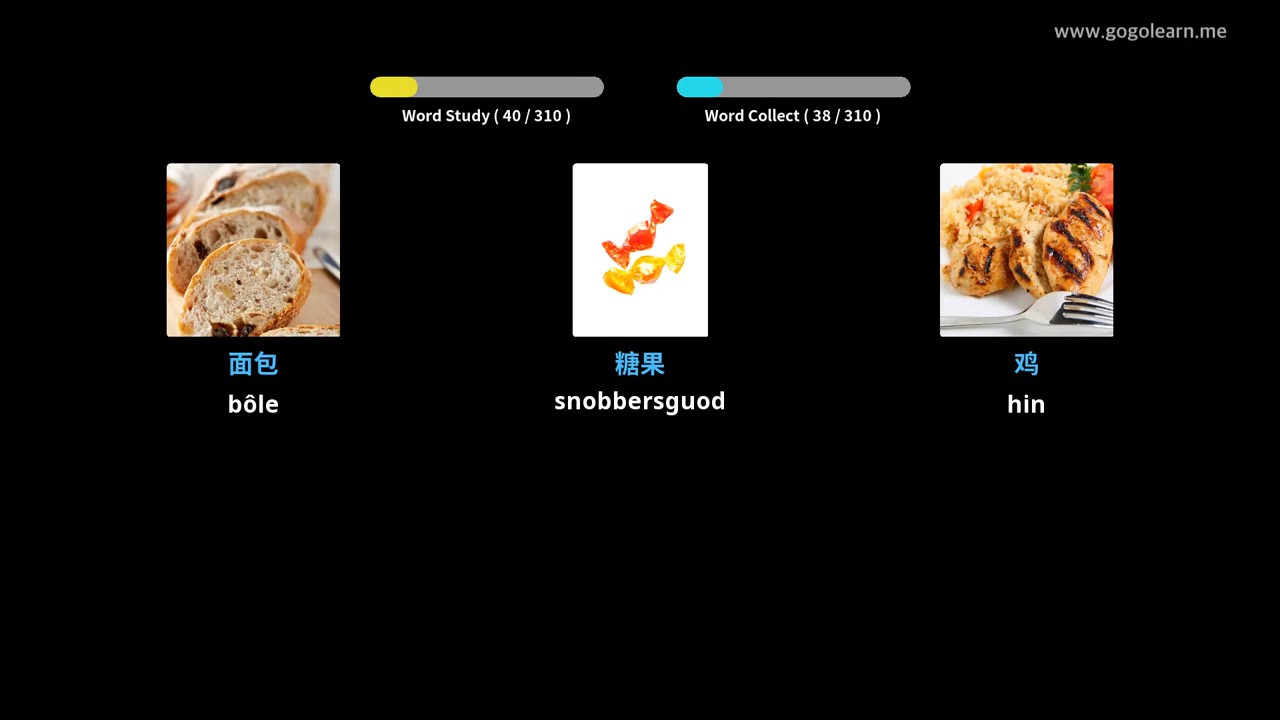 www.gogolearn.me
Word Study ( 40 / 310 )
Word Collect ( 38 / 310 )
面包
糖果
鸡
bôle
snobbersguod
hin